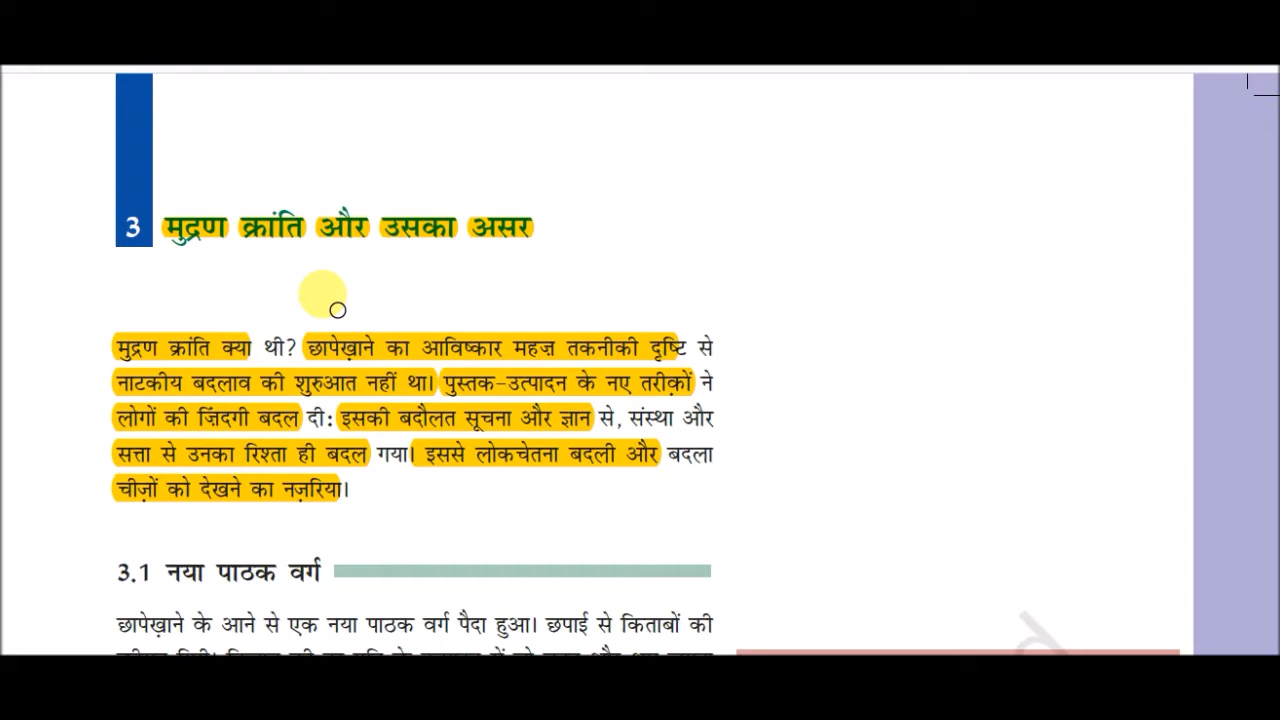 3 मुद्रण क्रांति और उसका असर
मुद्रण क्रांति क्या थी? छापेख़ाने का आविष्कार महज़ तकनीकी दृष्टि से
नाटकीय बदलाव की शुरुआत नहीं था। पुस्तक-उत्पादन के नए तरीक़ों ने
लोगों की ज़िंदगी बदल दी: इसकी बदौलत सूचना और ज्ञान से, संस्था और
सत्ता से उनका रिश्ता ही बदल गया। इससे लोकचेतना बदली और बदला
चीज़ों को देखने का नज़रिया।
3.1 नया पाठक वर्ग
छापेख़ाने के आने से एक नया पाठक वर्ग पैदा हुआ। छपाई से किताबों की